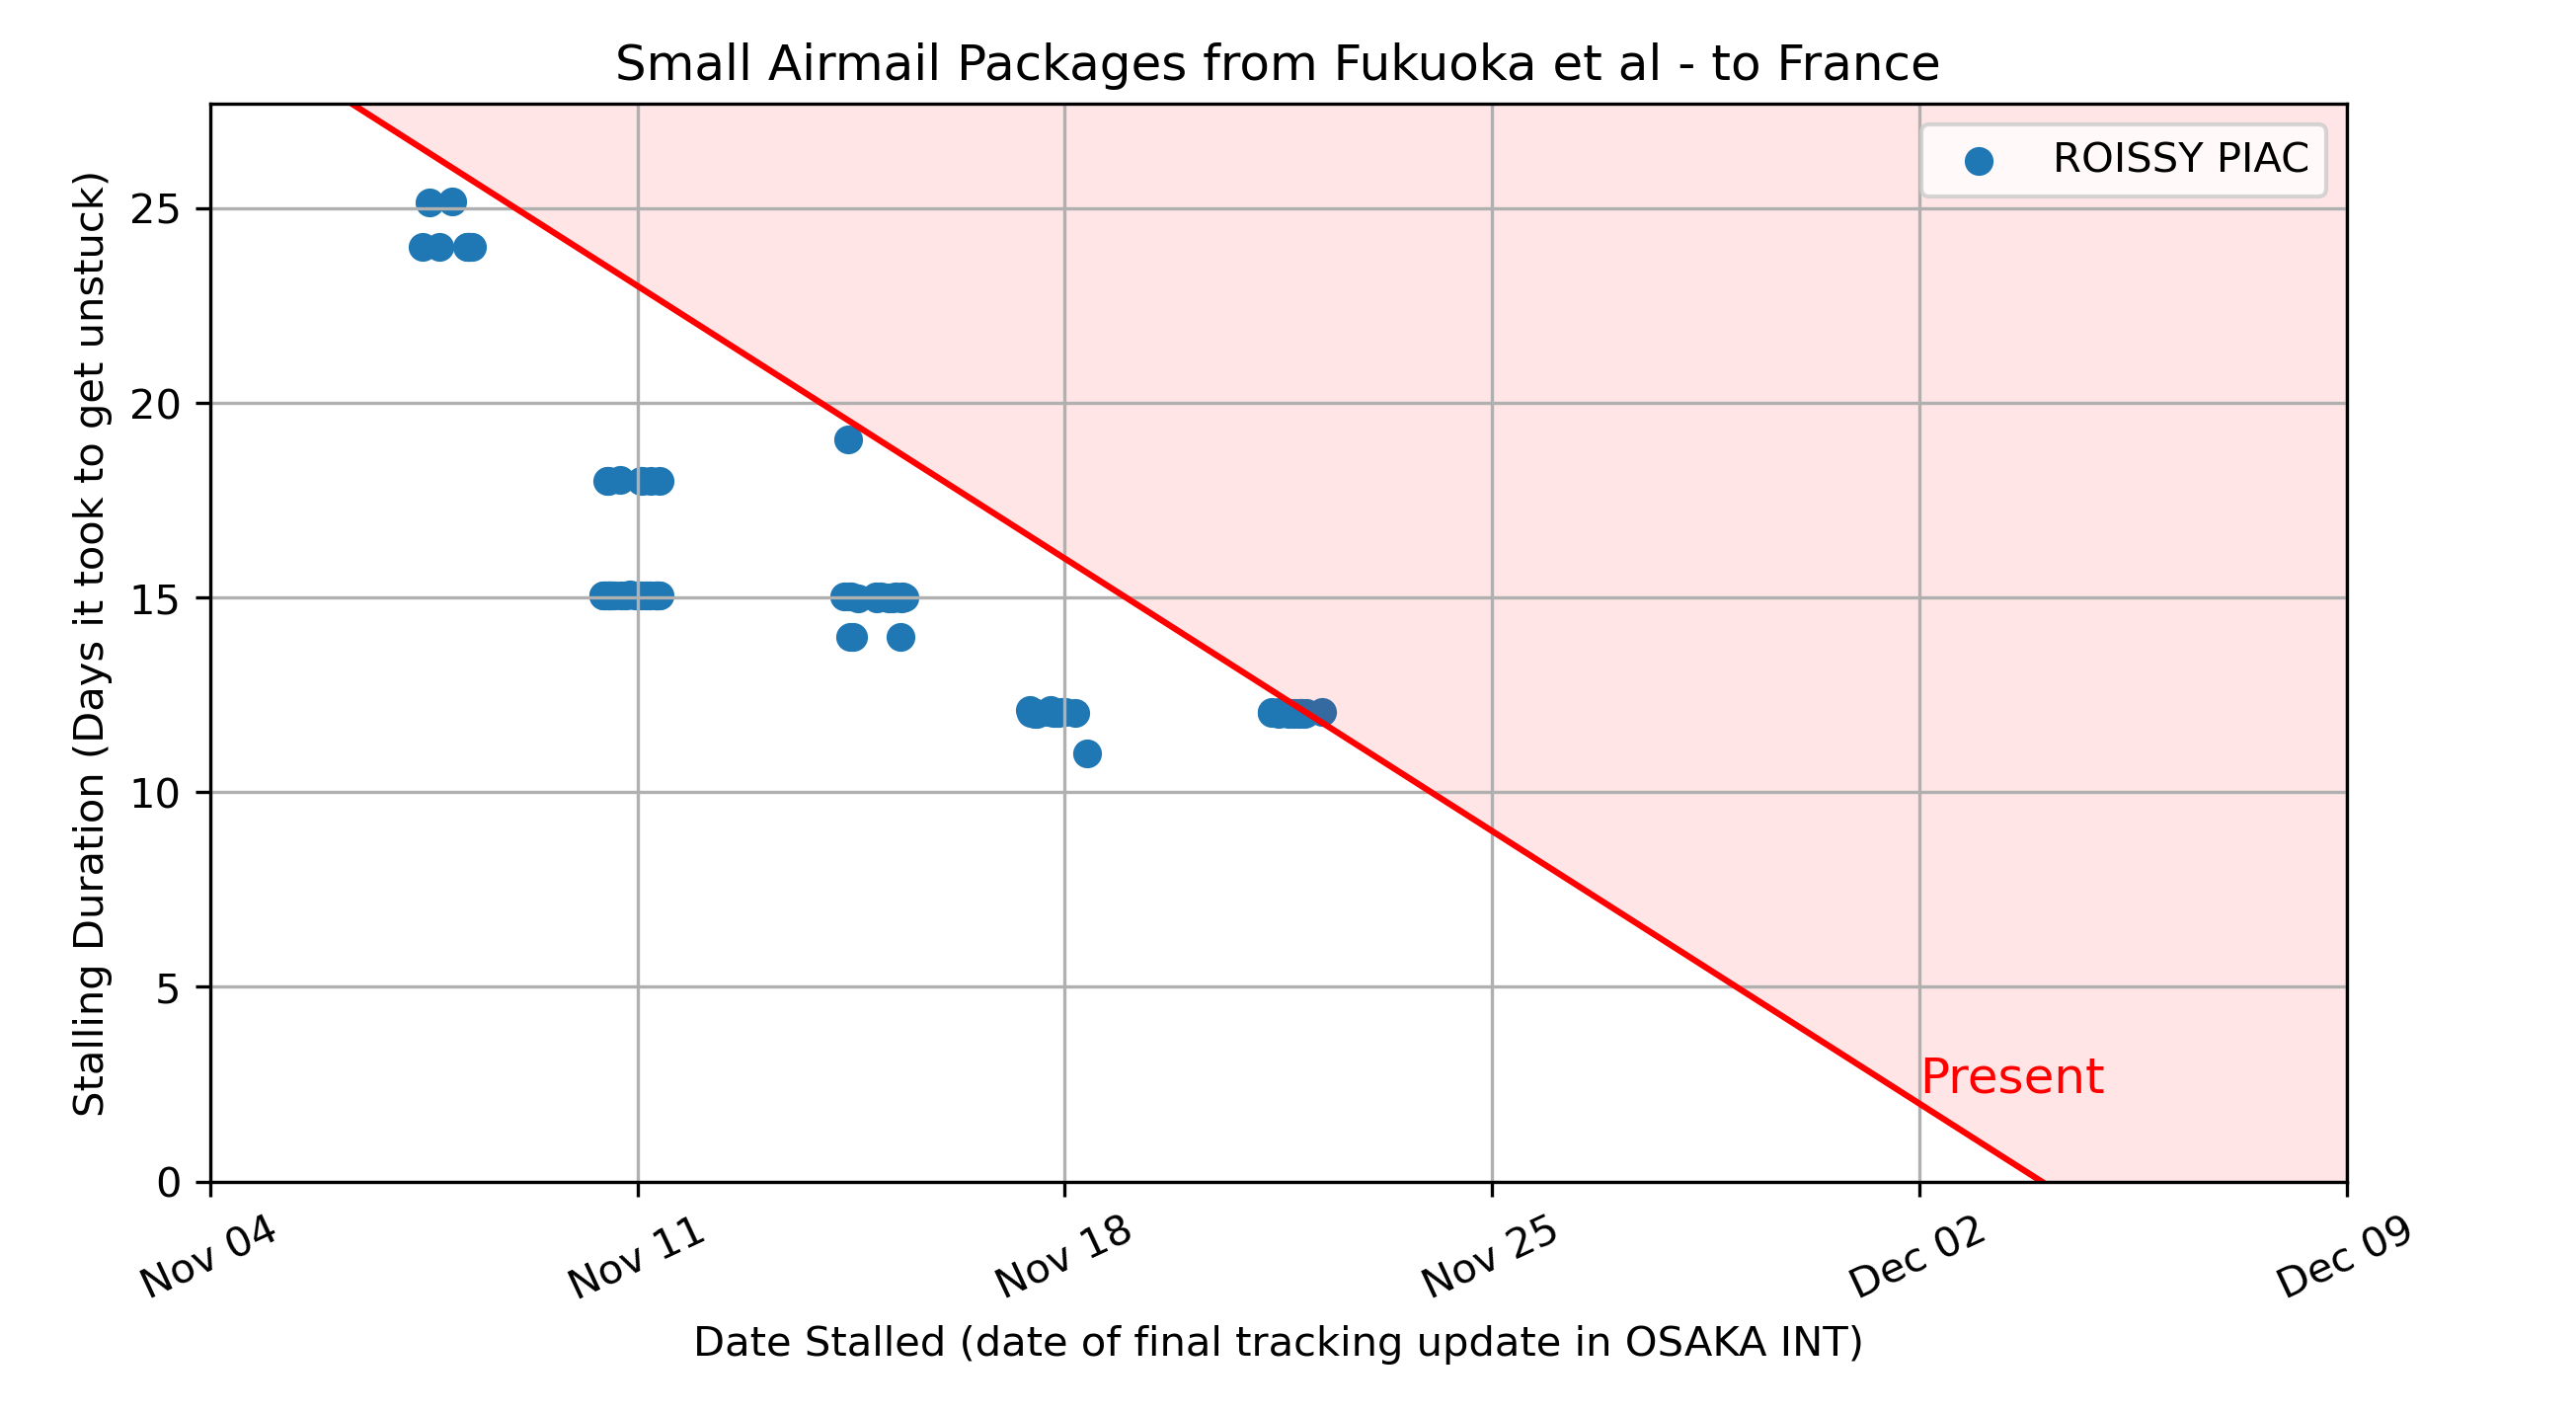 Small Airmail Packages from Fukuoka et al - to France
ROISSY PIAC
Stalling Duration (Days it took to get unstuck)
25
20
15
10
5
0
Present
Nov 04
Nov 11
Nov 18
Nov 25
Dec 02
Dec 09
Date Stalled (date of final tracking update in OSAKA INT)